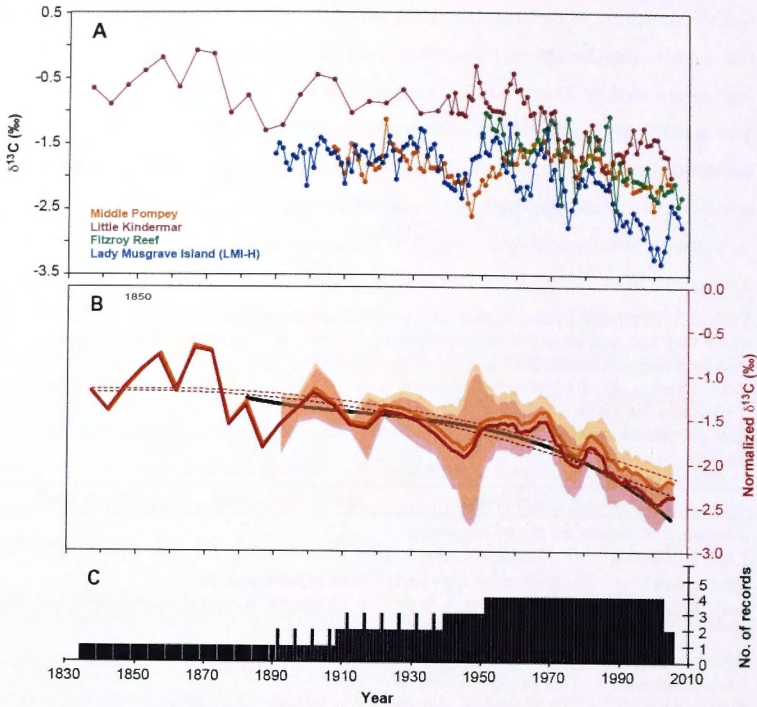 A
-0.5
-0.5
-1.5
-2.5
-3.5
δ¹³C (‰)
Middle Pompey
Little Kindermar
Fitzroy Reef
Lady Musgrave Island (LMI-H)
B
1850
0.0
-0.5
-1.0
-1.5
-2.0
-2.5
-3.0
Normalized δ¹³C (‰)
C
5
4
3
2
1
0
No. of records
1830
1850
1870
1890
1910
1930
1950
1970
1990
2010
Year